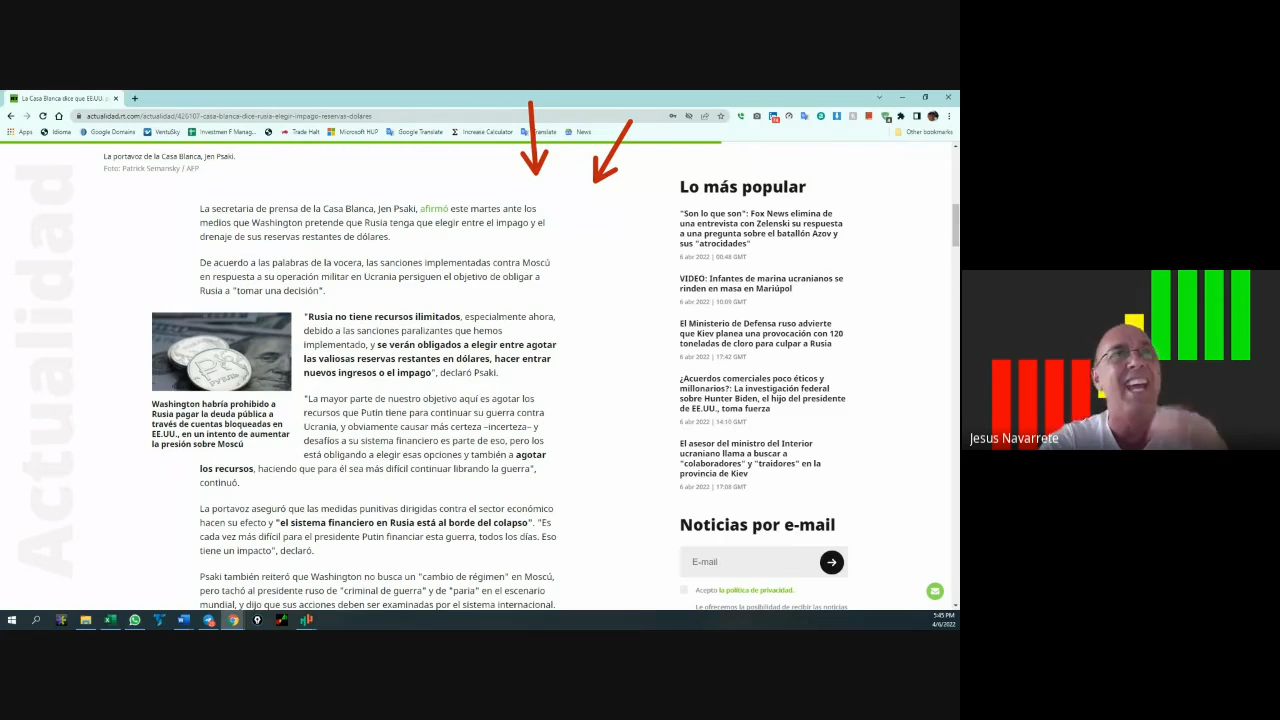 La Casa Blanca dice que EE.UU. p
actualidad.rt.com/actualidad/426107-casa-blanca-dice-rusia-elegir-impago-reservas-dolares
Apps Idioma Google Domains VentuSky Investmen F Manag... Trade Halt Microsoft HUP Google Translate Increase Calculator Translate News Other bookmarks
Actualidad
La portavoz de la Casa Blanca, Jen Psaki.
Foto: Patrick Semansky / AFP
La secretaria de prensa de la Casa Blanca, Jen Psaki, afirmó este martes ante los
medios que Washington pretende que Rusia tenga que elegir entre el impago y el
drenaje de sus reservas restantes de dólares.
De acuerdo a las palabras de la vocera, las sanciones implementadas contra Moscú
en respuesta a su operación militar en Ucrania persiguen el objetivo de obligar a
Rusia a "tomar una decisión".
"Rusia no tiene recursos ilimitados, especialmente ahora,
debido a las sanciones paralizantes que hemos
implementado, y se verán obligados a elegir entre agotar
las valiosas reservas restantes en dólares, hacer entrar
nuevos ingresos o el impago", declaró Psaki.
Washington habría prohibido a
Rusia pagar la deuda pública a
través de cuentas bloqueadas en
EE.UU., en un intento de aumentar
la presión sobre Moscú
"La mayor parte de nuestro objetivo aquí es agotar los
recursos que Putin tiene para continuar su guerra contra
Ucrania, y obviamente causar más certeza –incerteza– y
desafíos a su sistema financiero es parte de eso, pero los
está obligando a elegir esas opciones y también a agotar
los recursos, haciendo que para él sea más difícil continuar librando la guerra",
continuó.
La portavoz aseguró que las medidas punitivas dirigidas contra el sector económico
hacen su efecto y "el sistema financiero en Rusia está al borde del colapso". "Es
cada vez más difícil para el presidente Putin financiar esta guerra, todos los días. Eso
tiene un impacto", declaró.
Psaki también reiteró que Washington no busca un "cambio de régimen" en Moscú,
pero tachó al presidente ruso de "criminal de guerra" y de "paria" en el escenario
mundial, y dijo que sus acciones deben ser examinadas por el sistema internacional.
Lo más popular
"Son lo que son": Fox News elimina de
una entrevista con Zelenski su respuesta
a una pregunta sobre el batallón Azov y
sus "atrocidades"
6 abr 2022 | 00:48 GMT
VIDEO: Infantes de marina ucranianos se
rinden en masa en Mariúpol
6 abr 2022 | 10:09 GMT
El Ministerio de Defensa ruso advierte
que Kiev planea una provocación con 120
toneladas de cloro para culpar a Rusia
6 abr 2022 | 17:42 GMT
¿Acuerdos comerciales poco éticos y
millonarios?: La investigación federal
sobre Hunter Biden, el hijo del presidente
de EE.UU., toma fuerza
6 abr 2022 | 14:10 GMT
El asesor del ministro del Interior
ucraniano llama a buscar a
"colaboradores" y "traidores" en la
provincia de Kiev
6 abr 2022 | 17:08 GMT
Noticias por e-mail
E-mail
Acepto la política de privacidad.
Le ofrecemos la posibilidad de recibir las noticias
5:45 PM
4/6/2022
Jesus Navarrete